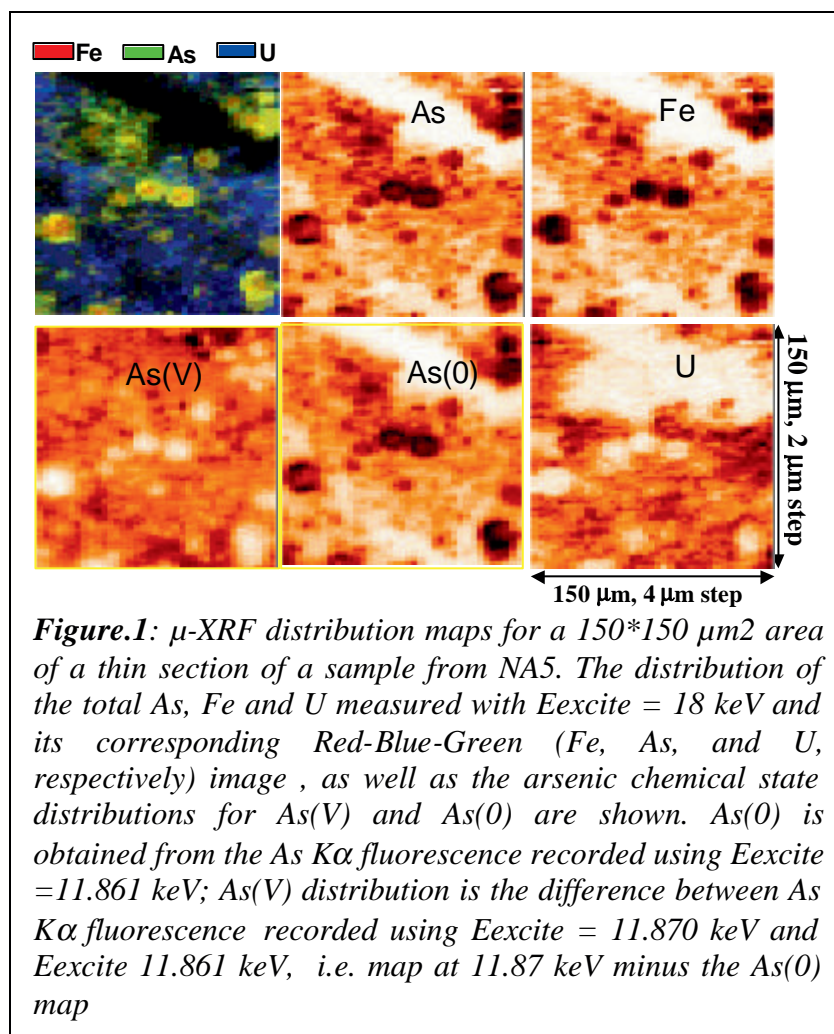 Fe As U
As
Fe
As(V)
As(0)
U
150 µm, 2 µm step
150 µm, 4 µm step
Figure.1: µ-XRF distribution maps for a 150*150 µm2 area
of a thin section of a sample from NA5. The distribution of
the total As, Fe and U measured with Eexcite = 18 keV and
its corresponding Red-Blue-Green (Fe, As, and U,
respectively) image , as well as the arsenic chemical state
distributions for As(V) and As(0) are shown. As(0) is
obtained from the As Kα fluorescence recorded using Eexcite
=11.861 keV; As(V) distribution is the difference between As
Kα fluorescence recorded using Eexcite = 11.870 keV and
Eexcite 11.861 keV, i.e. map at 11.87 keV minus the As(0)
map